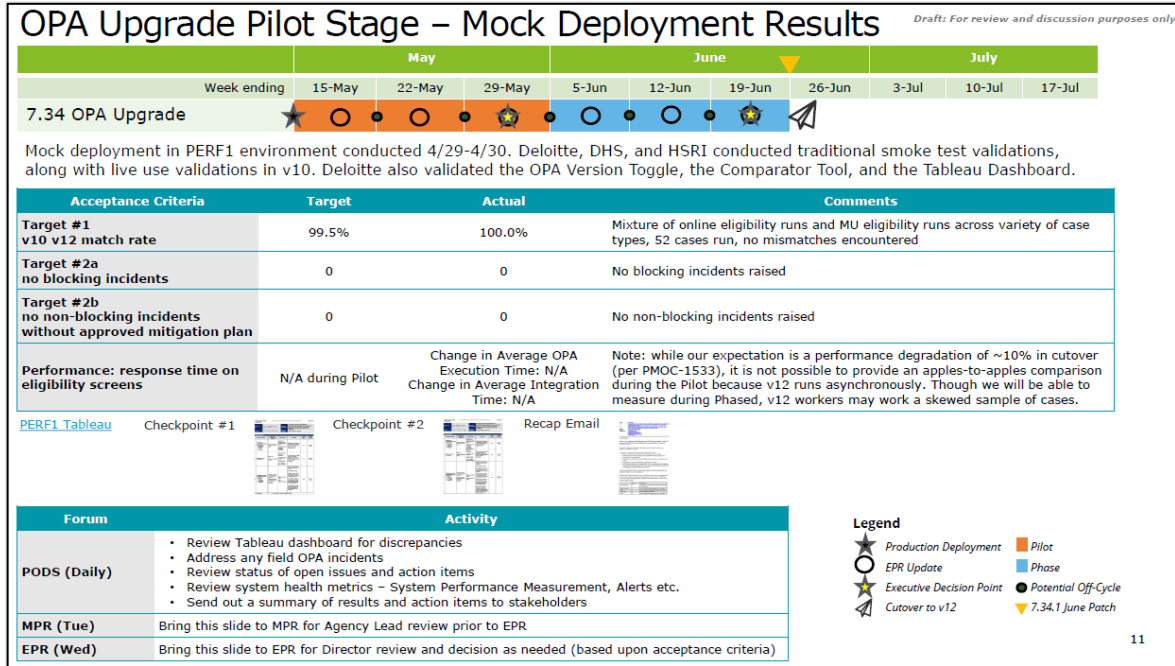 OPA Upgrade Pilot Stage – Mock Deployment Results
Draft: For review and discussion purposes only
May June July
Week ending 15-May 22-May 29-May 5-Jun 12-Jun 19-Jun 26-Jun 3-Jul 10-Jul 17-Jul
7.34 OPA Upgrade
Mock deployment in PERF1 environment conducted 4/29-4/30. Deloitte, DHS, and HSRI conducted traditional smoke test validations,
along with live use validations in v10. Deloitte also validated the OPA Version Toggle, the Comparator Tool, and the Tableau Dashboard.
Acceptance Criteria Target Actual Comments
Target #1
v10 v12 match rate
99.5%
100.0%
Mixture of online eligibility runs and MU eligibility runs across variety of case
types, 52 cases run, no mismatches encountered
Target #2a
no blocking incidents
0
0
No blocking incidents raised
Target #2b
no non-blocking incidents
without approved mitigation plan
0
0
No non-blocking incidents raised
Performance: response time on
eligibility screens
N/A during Pilot
Change in Average OPA
Execution Time: N/A
Change in Average Integration
Time: N/A
Note: while our expectation is a performance degradation of ~10% in cutover
(per PMOC-1533), it is not possible to provide an apples-to-apples comparison
during the Pilot because v12 runs asynchronously. Though we will be able to
measure during Phased, v12 workers may work a skewed sample of cases.
PERF1 Tableau Checkpoint #1 Checkpoint #2 Recap Email
Forum Activity
PODS (Daily)
• Review Tableau dashboard for discrepancies
• Address any field OPA incidents
• Review status of open issues and action items
• Review system health metrics – System Performance Measurement, Alerts etc.
• Send out a summary of results and action items to stakeholders
MPR (Tue) Bring this slide to MPR for Agency Lead review prior to EPR
EPR (Wed) Bring this slide to EPR for Director review and decision as needed (based upon acceptance criteria)
Legend
Production Deployment Pilot
EPR Update Phase
Executive Decision Point Potential Off-Cycle
Cutover to v12 7.34.1 June Patch
11